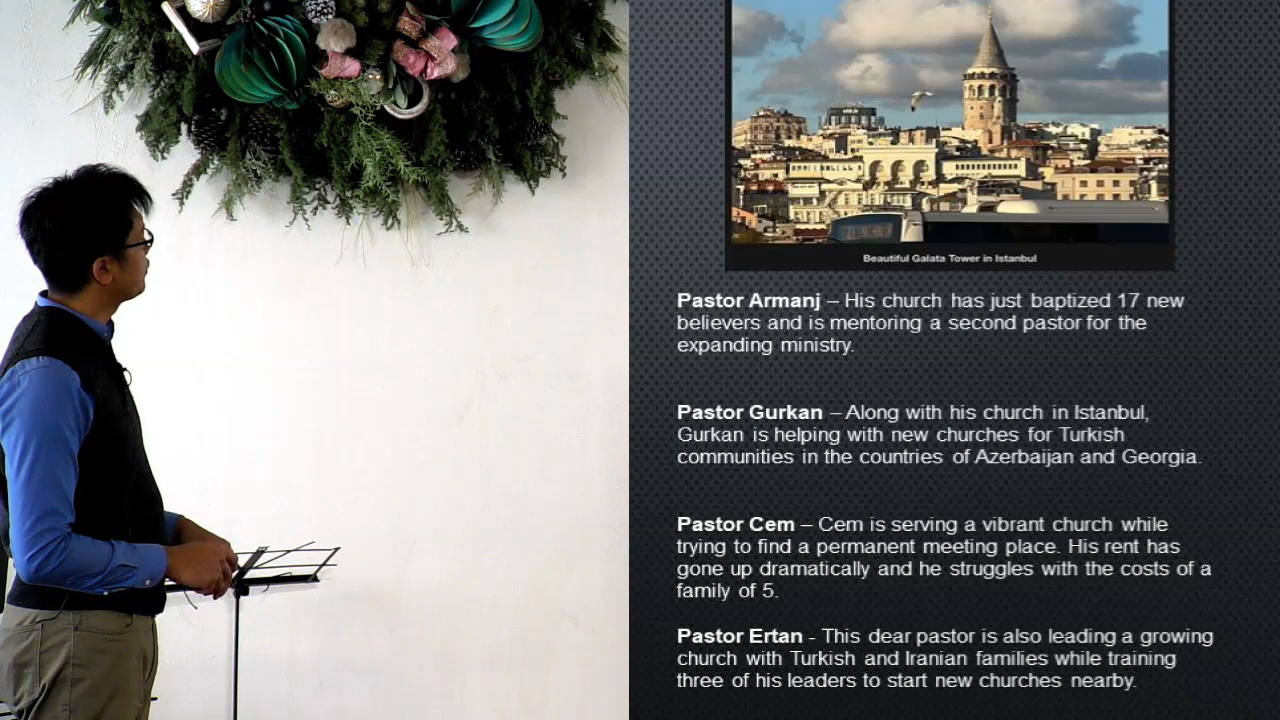 Beautiful Galata Tower in Istanbul
Pastor Armanj – His church has just baptized 17 new
believers and is mentoring a second pastor for the
expanding ministry.
Pastor Gurkan – Along with his church in Istanbul,
Gurkan is helping with new churches for Turkish
communities in the countries of Azerbaijan and Georgia.
Pastor Cem – Cem is serving a vibrant church while
trying to find a permanent meeting place. His rent has
gone up dramatically and he struggles with the costs of a
family of 5.
Pastor Ertan - This dear pastor is also leading a growing
church with Turkish and Iranian families while training
three of his leaders to start new churches nearby.